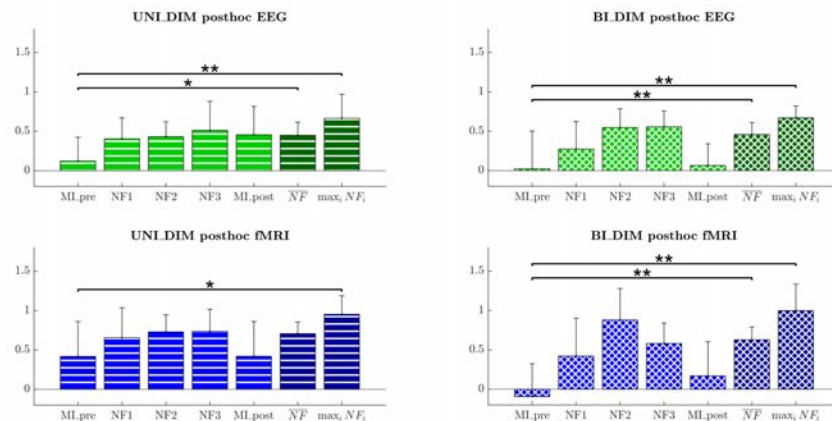 UNI_DIM posthoc EEG
1.5
**
1
*
0.5
0
MI_pre NF1 NF2 NF3 MI_post NF max_i NF_i
BI_DIM posthoc EEG
1.5
**
1
**
0.5
0
MI_pre NF1 NF2 NF3 MI_post NF max_i NF_i
UNI_DIM posthoc fMRI
1.5
*
1
0.5
0
MI_pre NF1 NF2 NF3 MI_post NF max_i NF_i
BI_DIM posthoc fMRI
**
1.5
**
1
0.5
0
MI_pre NF1 NF2 NF3 MI_post NF max_i NF_i